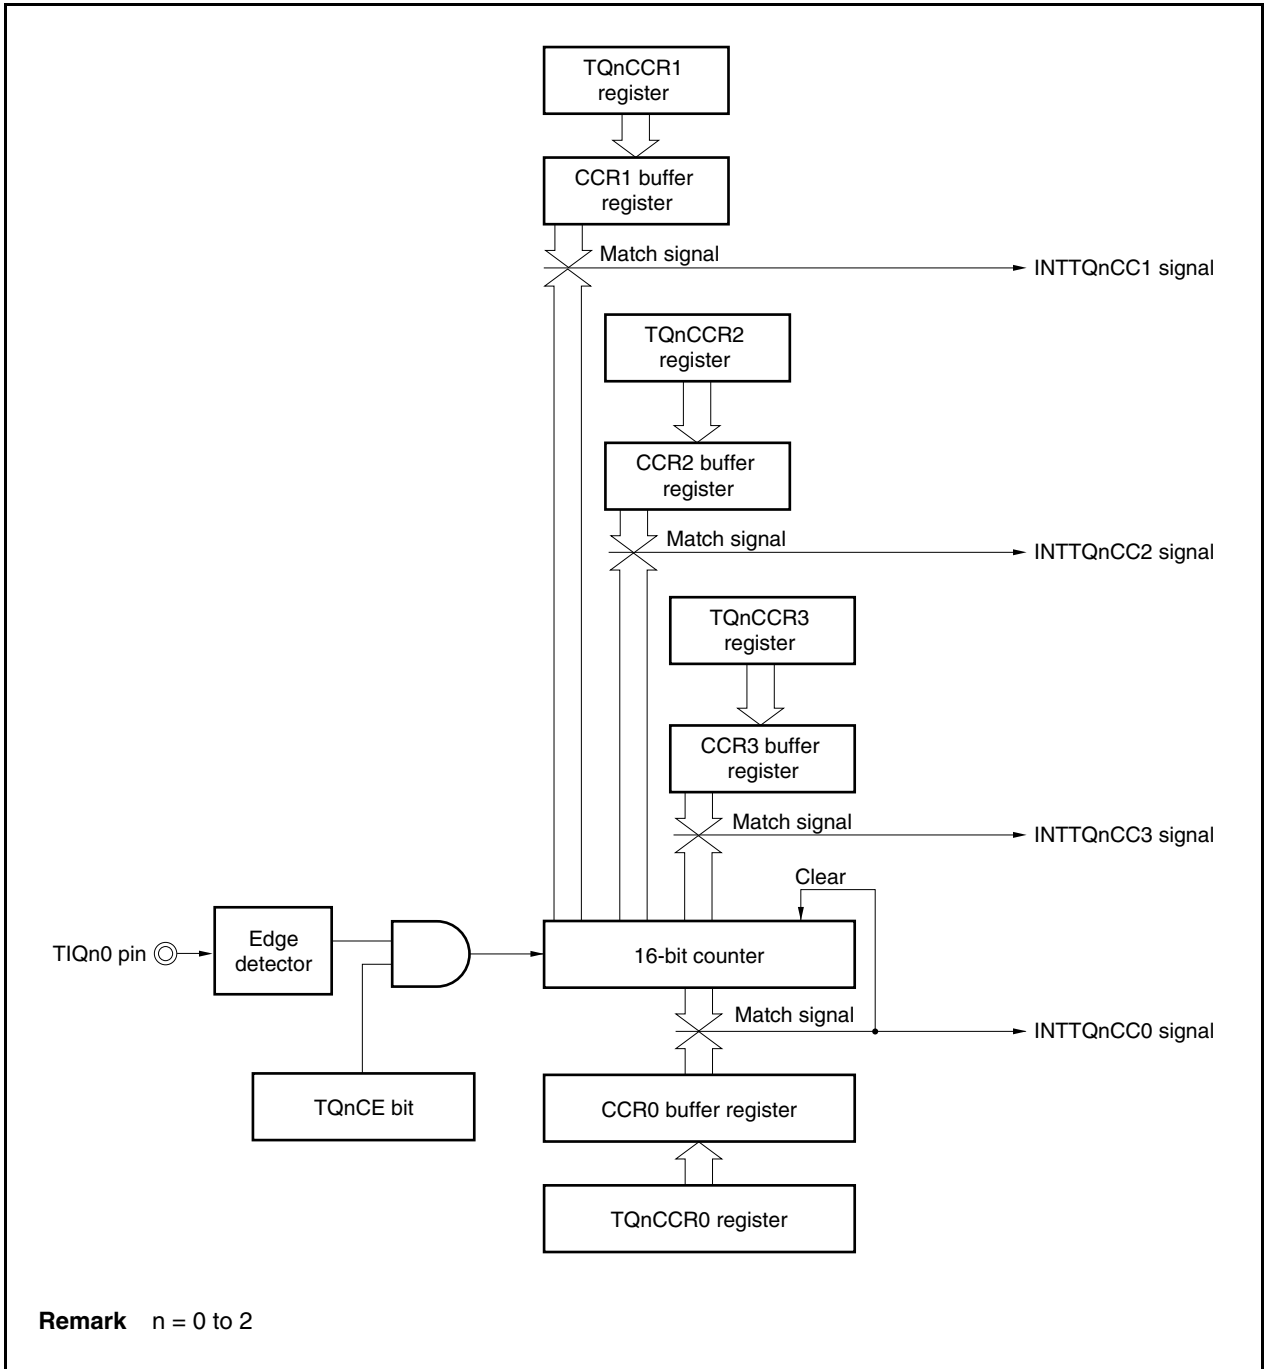 TQnCCR1
register
CCR1 buffer
register
Match signal
INTTQnCC1 signal
TQnCCR2
register
CCR2 buffer
register
Match signal
INTTQnCC2 signal
TQnCCR3
register
CCR3 buffer
register
Match signal
INTTQnCC3 signal
Clear
TIQn0 pin
Edge
detector
16-bit counter
Match signal
INTTQnCC0 signal
TQnCE bit
CCR0 buffer register
TQnCCR0 register
Remark n = 0 to 2